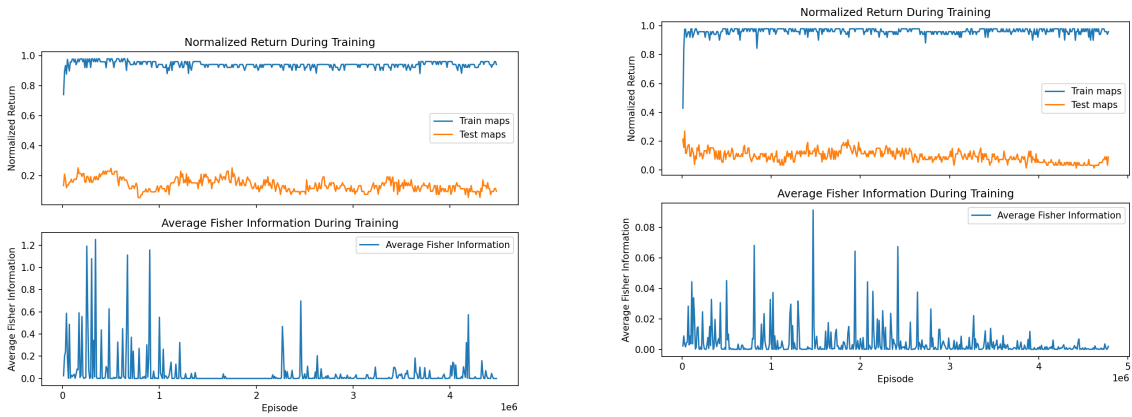 Normalized Return During Training
Normalized Return
1.0
0.8
0.6
0.4
0.2
Train maps
Test maps
Average Fisher Information During Training
Average Fisher Information
1.2
1.0
0.8
0.6
0.4
0.2
0.0
Average Fisher Information
0
1
2
3
4
Episode
1e6
Normalized Return During Training
Normalized Return
1.0
0.8
0.6
0.4
0.2
0.0
Train maps
Test maps
Average Fisher Information During Training
Average Fisher Information
0.08
0.06
0.04
0.02
0.00
Average Fisher Information
0
1
2
3
4
5
Episode
1e6